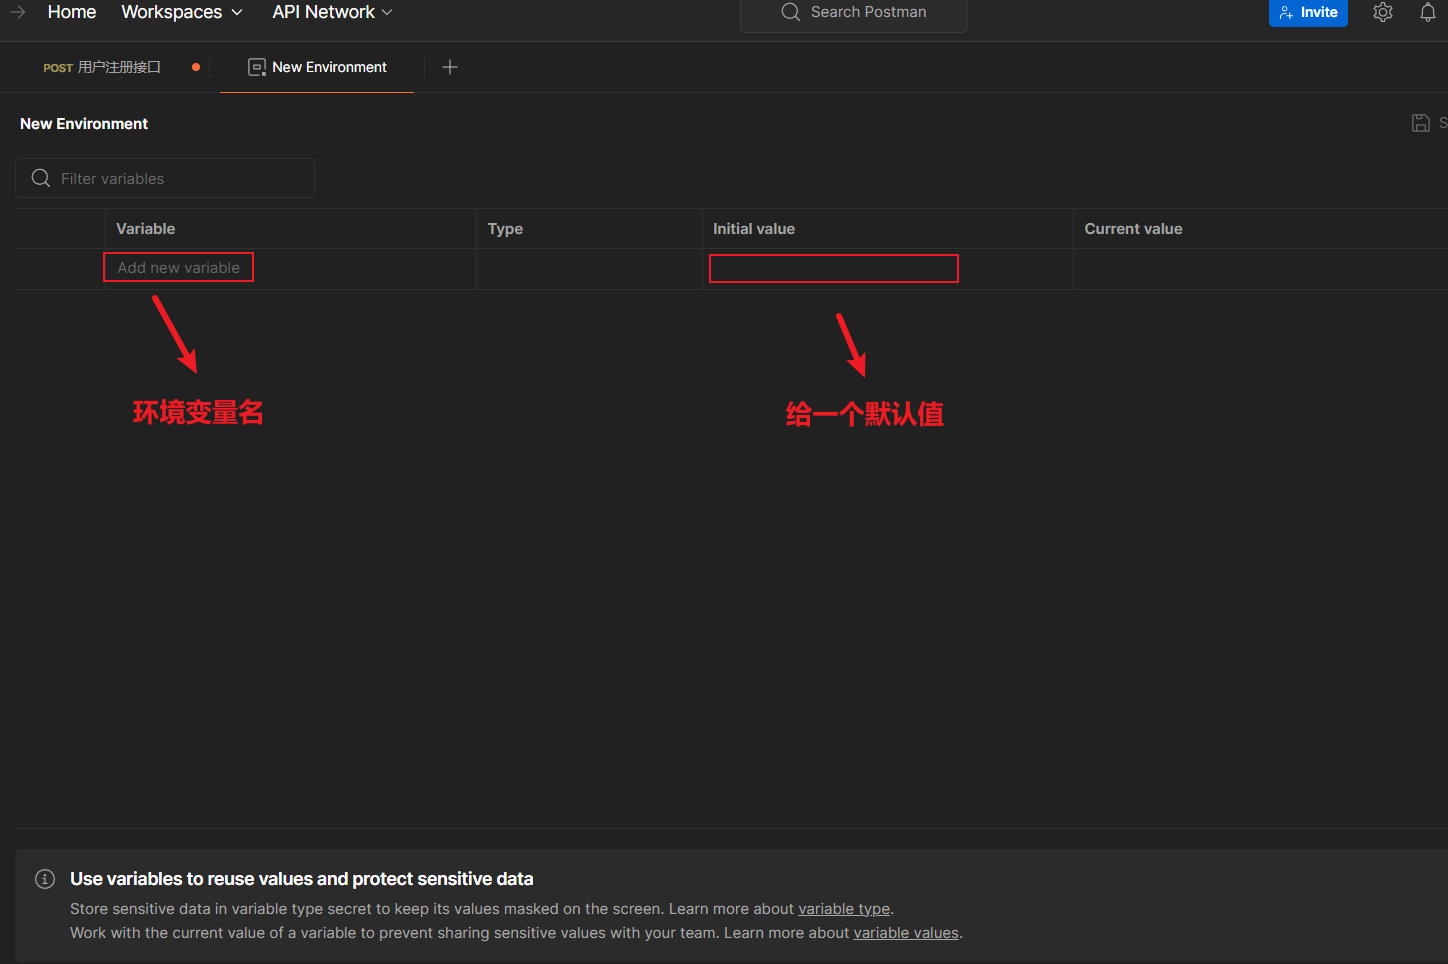 Home Workspaces API Network Search Postman Invite
POST 用户注册接口 New Environment
New Environment
S
Filter variables
Variable Type Initial value Current value
Add new variable
环境变量名 给一个默认值
Use variables to reuse values and protect sensitive data
Store sensitive data in variable type secret to keep its values masked on the screen. Learn more about variable type.
Work with the current value of a variable to prevent sharing sensitive values with your team. Learn more about variable values.